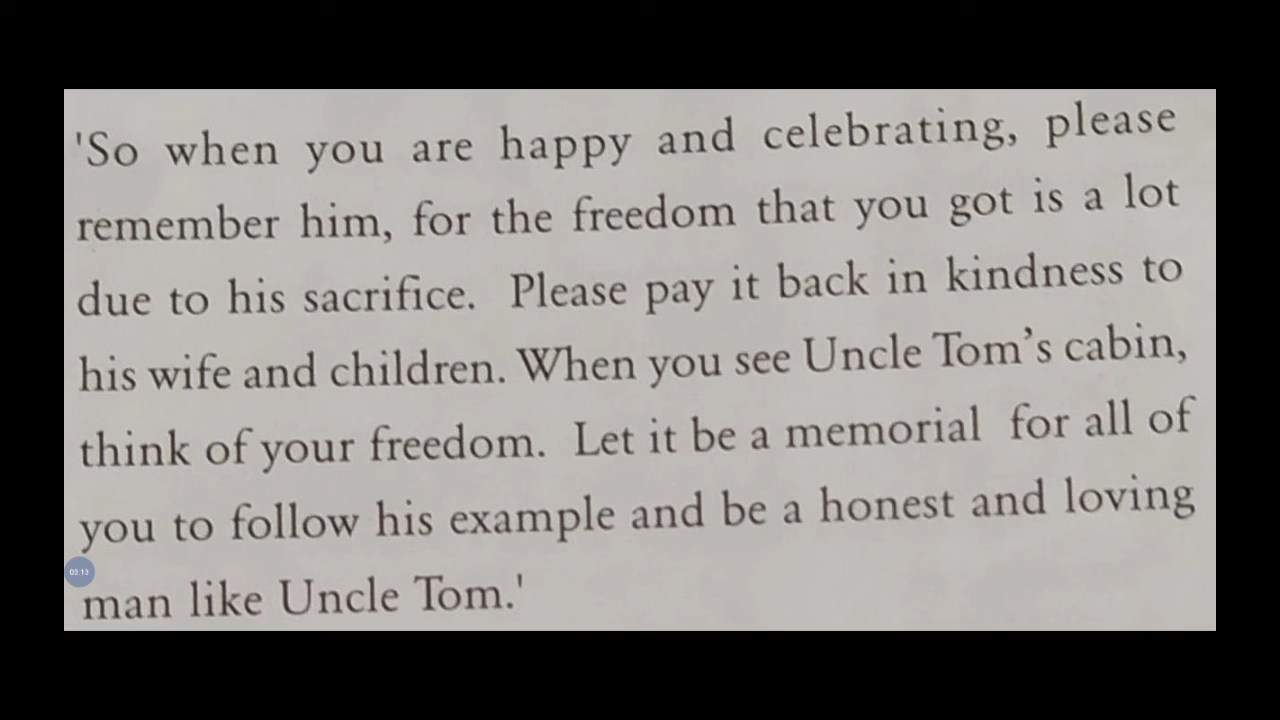 'So when you are happy and celebrating, please
remember him, for the freedom that you got is a lot
due to his sacrifice. Please pay it back in kindness to
his wife and children. When you see Uncle Tom’s cabin,
think of your freedom. Let it be a memorial for all of
you to follow his example and be a honest and loving
03:13
man like Uncle Tom.'